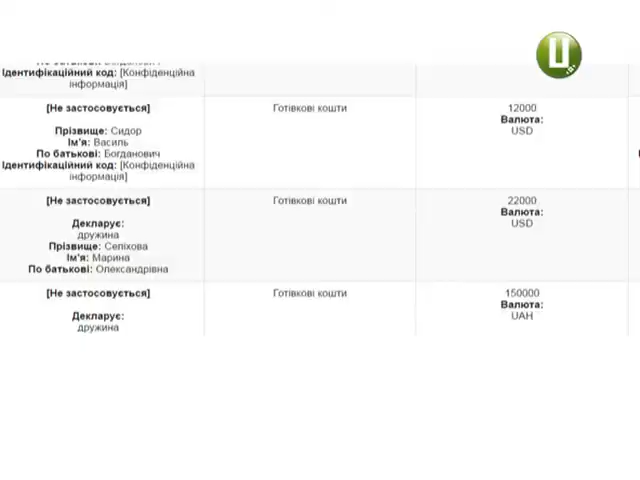 Ідентифікаційний код: [Конфіденційна
інформація]
[Не застосовується]
Готівкові кошти
12000
Валюта:
USD
Прізвище: Сидор
Ім'я: Василь
По батькові: Богданович
Ідентифікаційний код: [Конфіденційна
інформація]
[Не застосовується]
Готівкові кошти
22000
Валюта:
USD
Декларує:
дружина
Прізвище: Сепіхова
Ім'я: Марина
По батькові: Олександрівна
[Не застосовується]
Готівкові кошти
150000
Валюта:
UAH
Декларує:
дружина
Ц